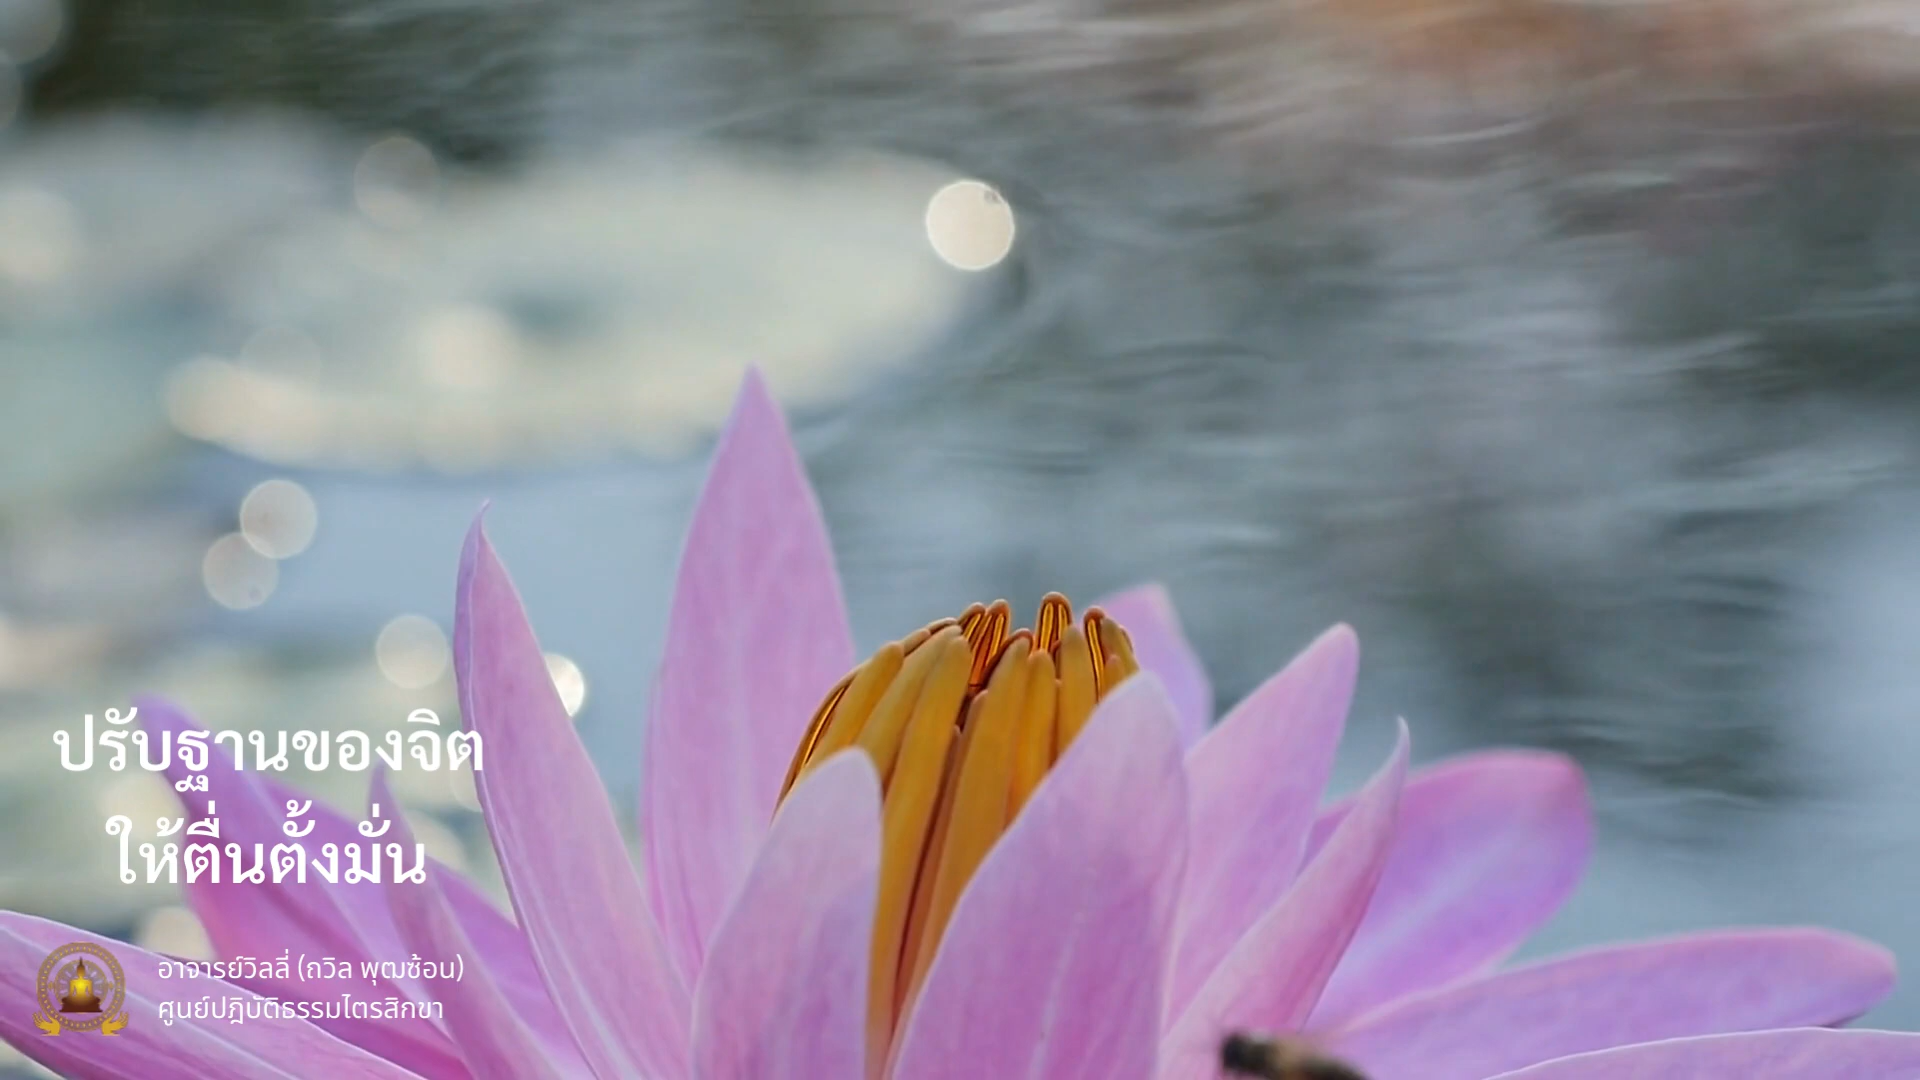 ปรับฐานของจิต
ให้ตื่นตั้งมั่น
อาจารย์วิลลี่ (ถวิล พุฒซ้อน)
ศูนย์ปฎิบัติธรรมไตรสิกขา